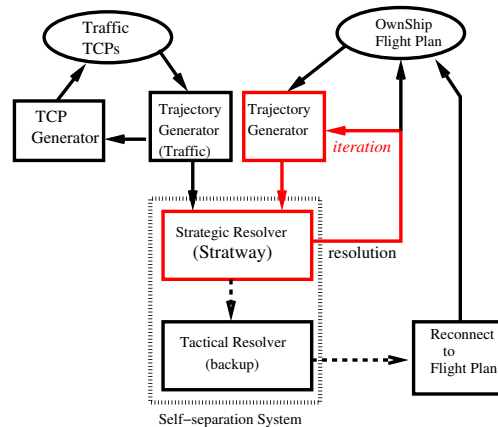 Traffic
TCPs
OwnShip
Flight Plan
TCP
Generator
Trajectory
Generator
(Traffic)
Trajectory
Generator
iteration
Strategic Resolver
(Stratway)
resolution
Tactical Resolver
(backup)
Reconnect
to
Flight Plan
Self−separation System